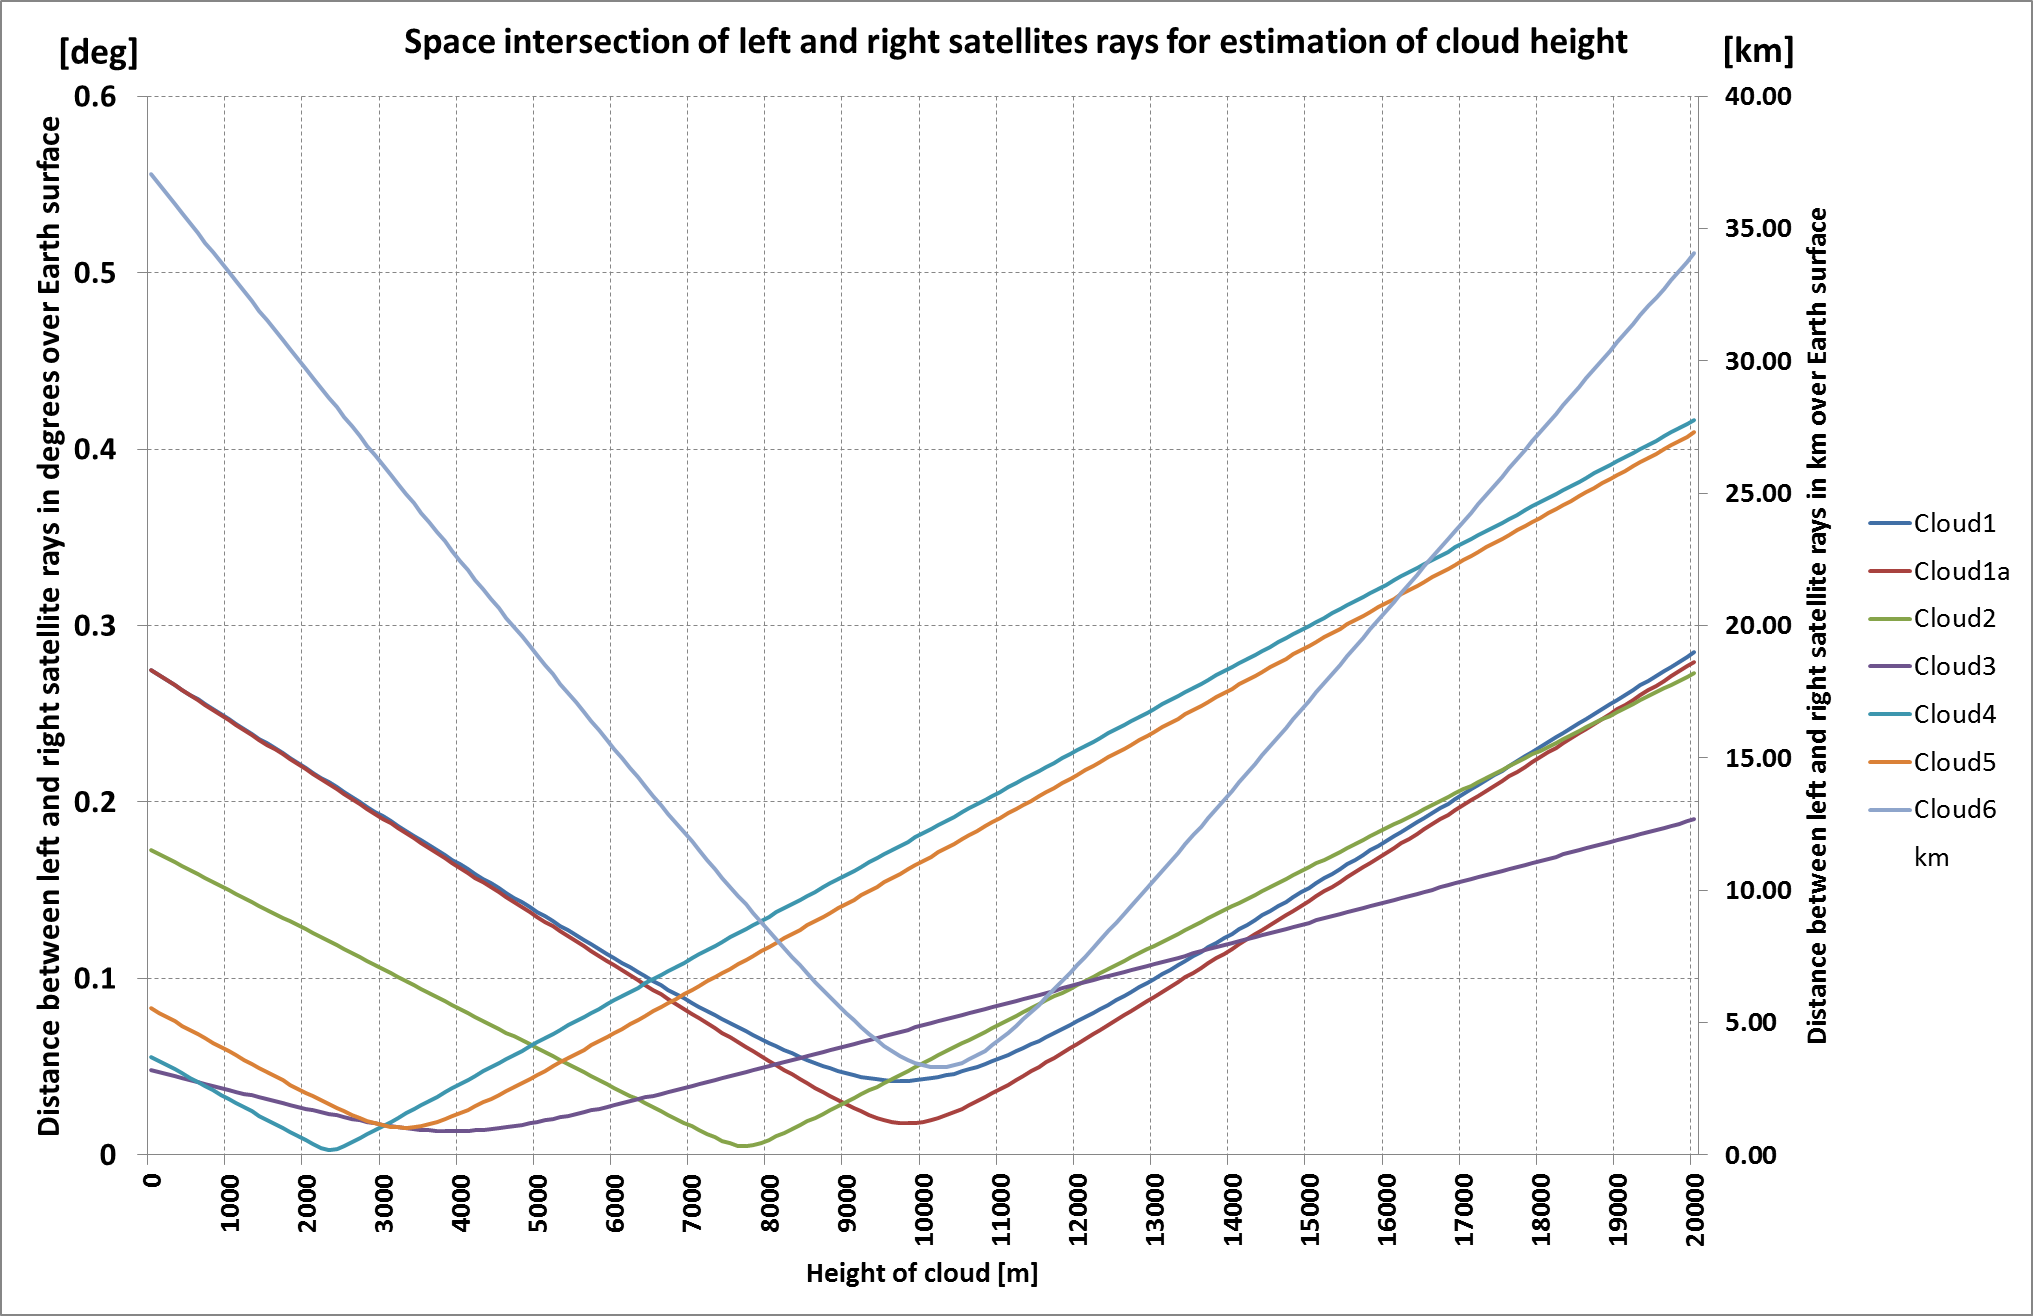 Space intersection of left and right satellites rays for estimation of cloud height
[deg]
[km]
Distance between left and right satellite rays in degrees over Earth surface
0.6
0.5
0.4
0.3
0.2
0.1
0
40.00
35.00
30.00
25.00
20.00
15.00
10.00
5.00
0.00
Distance between left and right satellite rays in km over Earth surface
0
1000
2000
3000
4000
5000
6000
7000
8000
9000
10000
11000
12000
13000
14000
15000
16000
17000
18000
19000
20000
Height of cloud [m]
Cloud1
Cloud1a
Cloud2
Cloud3
Cloud4
Cloud5
Cloud6
km